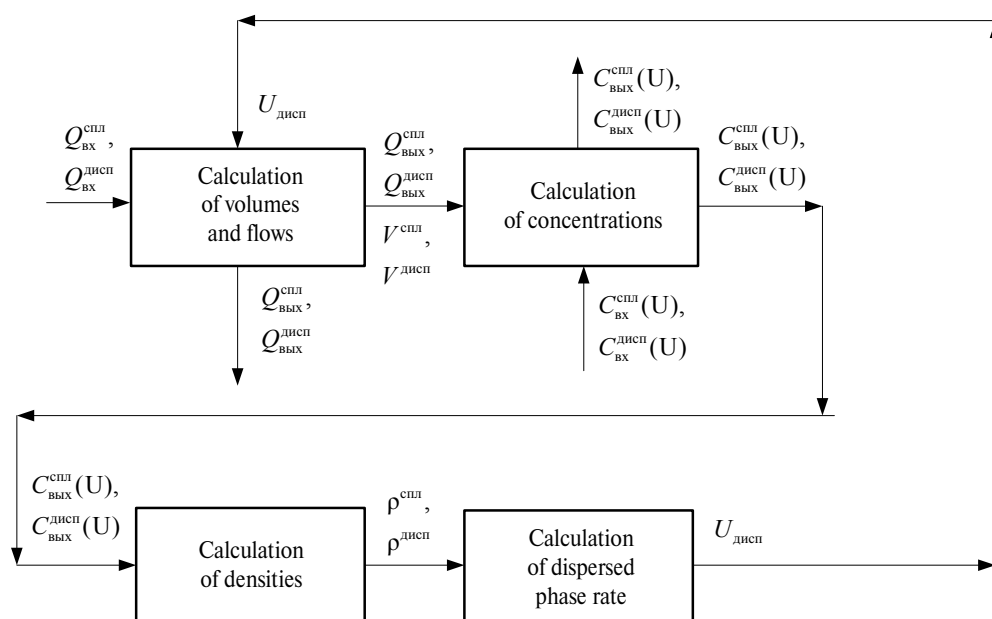 U_дисп
Q_вх^спл,
Q_вх^дисп
Calculation
of volumes
and flows
Q_вых^спл,
Q_вых^дисп
V^спл,
V^дисп
Q_вых^спл,
Q_вых^дисп
C_вых^спл(U),
C_вых^дисп(U)
Calculation
of concentrations
C_вх^спл(U),
C_вх^дисп(U)
C_вых^спл(U),
C_вых^дисп(U)
C_вых^спл(U),
C_вых^дисп(U)
Calculation
of densities
ρ^спл,
ρ^дисп
Calculation
of dispersed
phase rate
U_дисп